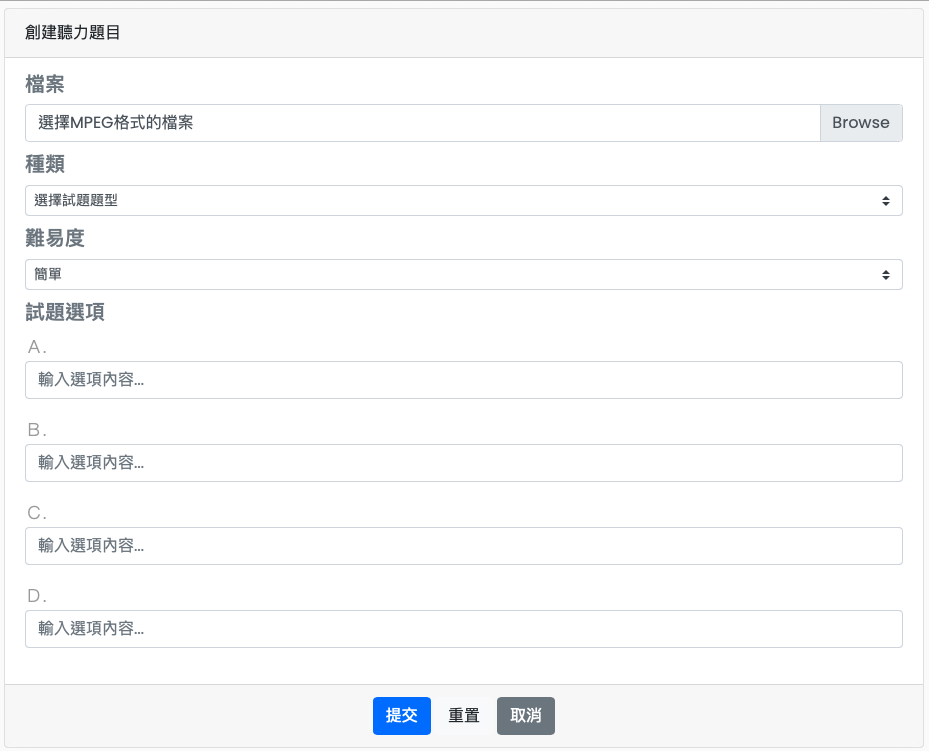 創建聽力題目
檔案
選擇MPEG格式的檔案 Browse
種類
選擇試題題型
難易度
簡單
試題選項
A.
輸入選項內容...
B.
輸入選項內容...
C.
輸入選項內容...
D.
輸入選項內容...
提交 重置 取消